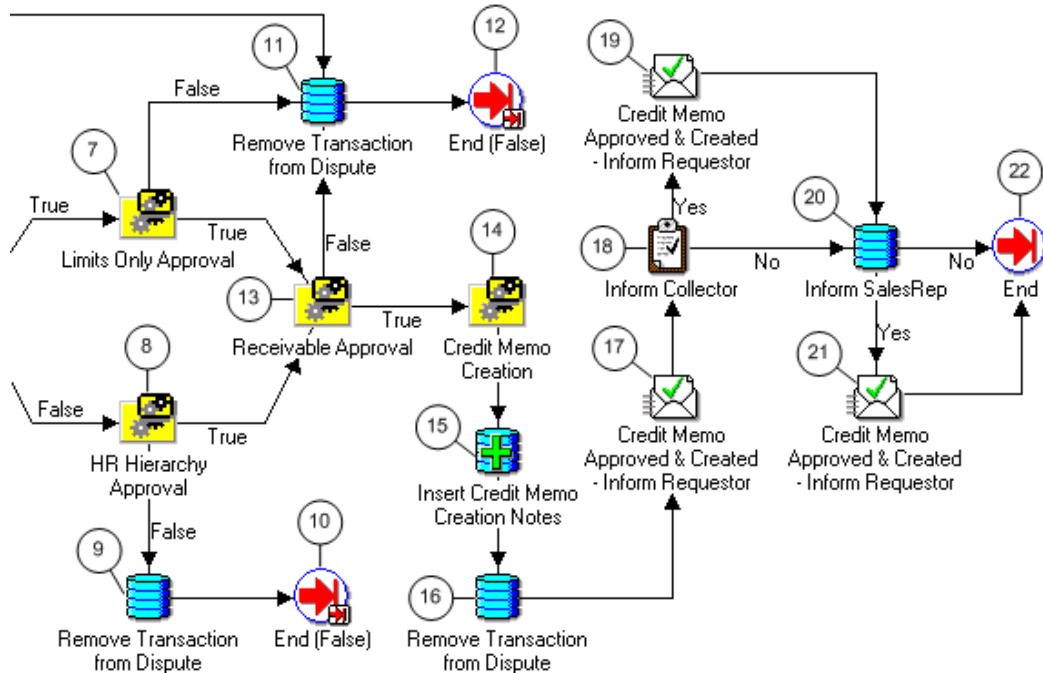 11
12
19
False
Remove Transaction
from Dispute
End (False)
Credit Memo
Approved & Created
- Inform Requestor
7
True
True
Limits Only Approval
False
14
Yes
20
22
13
Receivable Approval
True
Credit Memo
Creation
18
Inform Collector
No
Inform SalesRep
No
End
8
False
True
HR Hierarchy
Approval
17
Yes
21
15
Credit Memo
Approved & Created
- Inform Requestor
Credit Memo
Approved & Created
- Inform Requestor
Insert Credit Memo
Creation Notes
False
9
10
16
Remove Transaction
from Dispute
End (False)
Remove Transaction
from Dispute